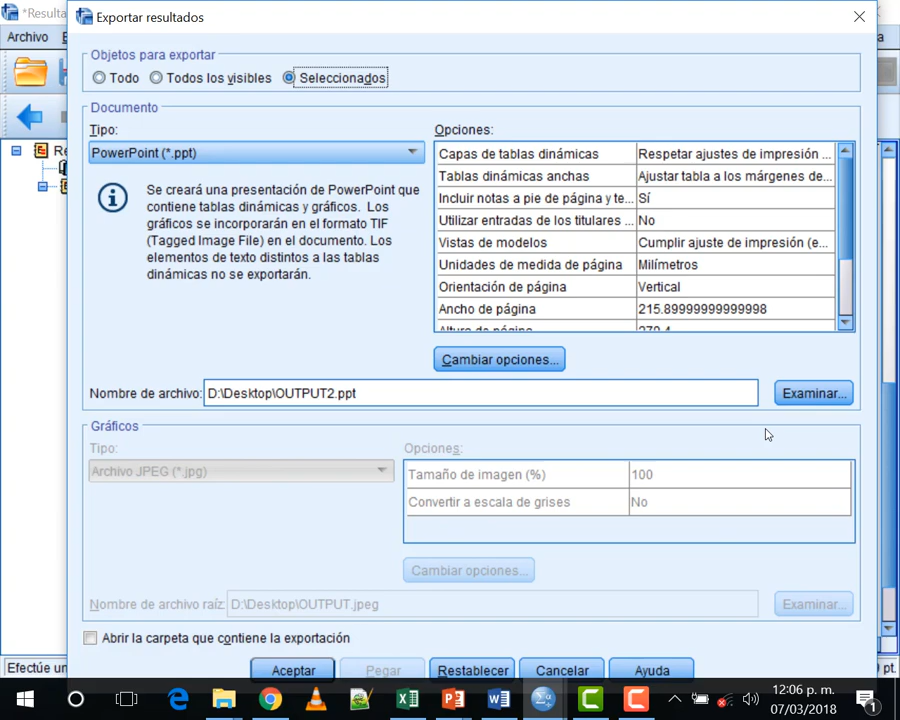 *Resulta
Exportar resultados
Archivo
Objetos para exportar
Todo
Todos los visibles
Seleccionados
Documento
Tipo:
PowerPoint (*.ppt)
Se creará una presentación de PowerPoint que
contiene tablas dinámicas y gráficos. Los
gráficos se incorporarán en el formato TIF
(Tagged Image File) en el documento. Los
elementos de texto distintos a las tablas
dinámicas no se exportarán.
Opciones:
Capas de tablas dinámicas Respetar ajustes de impresión ...
Tablas dinámicas anchas Ajustar tabla a los márgenes de...
Incluir notas a pie de página y te... Sí
Utilizar entradas de los titulares ... No
Vistas de modelos Cumplir ajuste de impresión (e...
Unidades de medida de página Milímetros
Orientación de página Vertical
Ancho de página 215.89999999999998
Altura de página 279.4
Cambiar opciones...
Nombre de archivo: D:\Desktop\OUTPUT2.ppt Examinar...
Gráficos
Tipo:
Archivo JPEG (*.jpg)
Opciones:
Tamaño de imagen (%) 100
Convertir a escala de grises No
Cambiar opciones...
Nombre de archivo raíz: D:\Desktop\OUTPUT.jpeg Examinar...
Abrir la carpeta que contiene la exportación
Aceptar Pegar Restablecer Cancelar Ayuda
Efectúe un
pt.
12:06 p. m.
07/03/2018
1